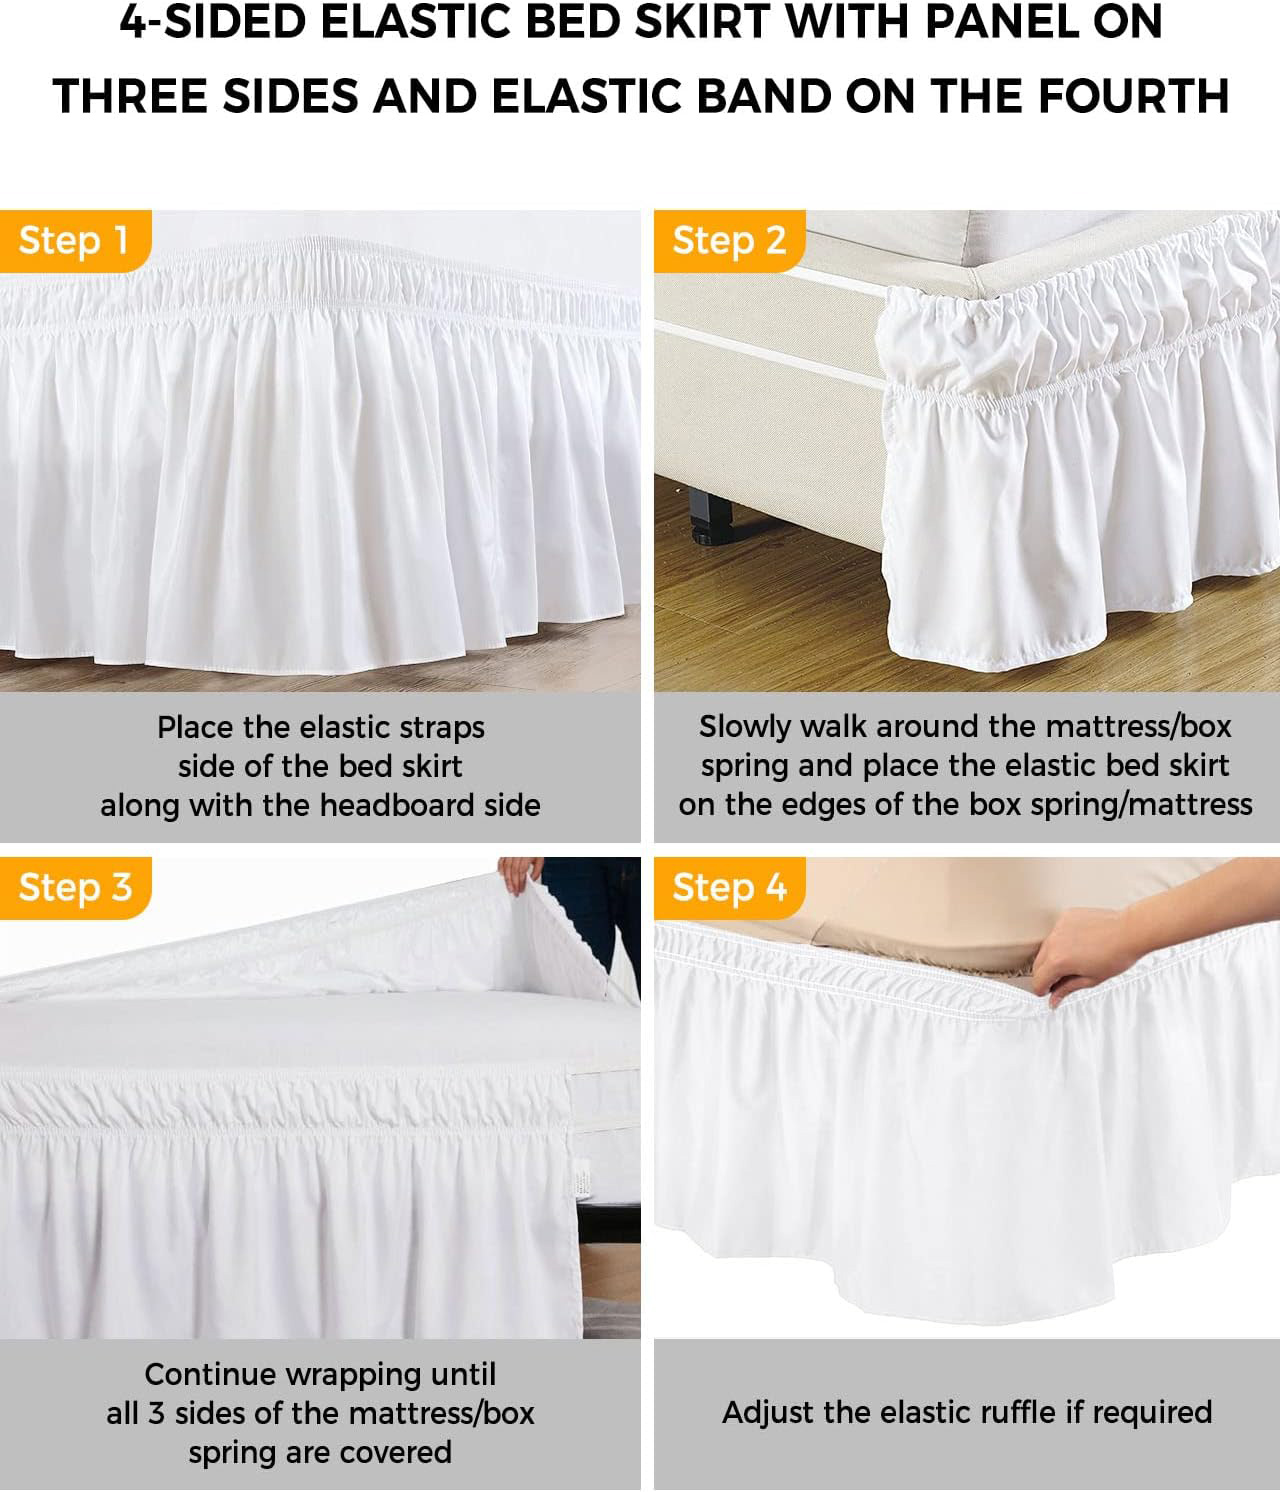 4-SIDED ELASTIC BED SKIRT WITH PANEL ON
THREE SIDES AND ELASTIC BAND ON THE FOURTH
Step 1
Place the elastic straps
side of the bed skirt
along with the headboard side
Step 2
Slowly walk around the mattress/box
spring and place the elastic bed skirt
on the edges of the box spring/mattress
Step 3
Continue wrapping until
all 3 sides of the mattress/box
spring are covered
Step 4
Adjust the elastic ruffle if required